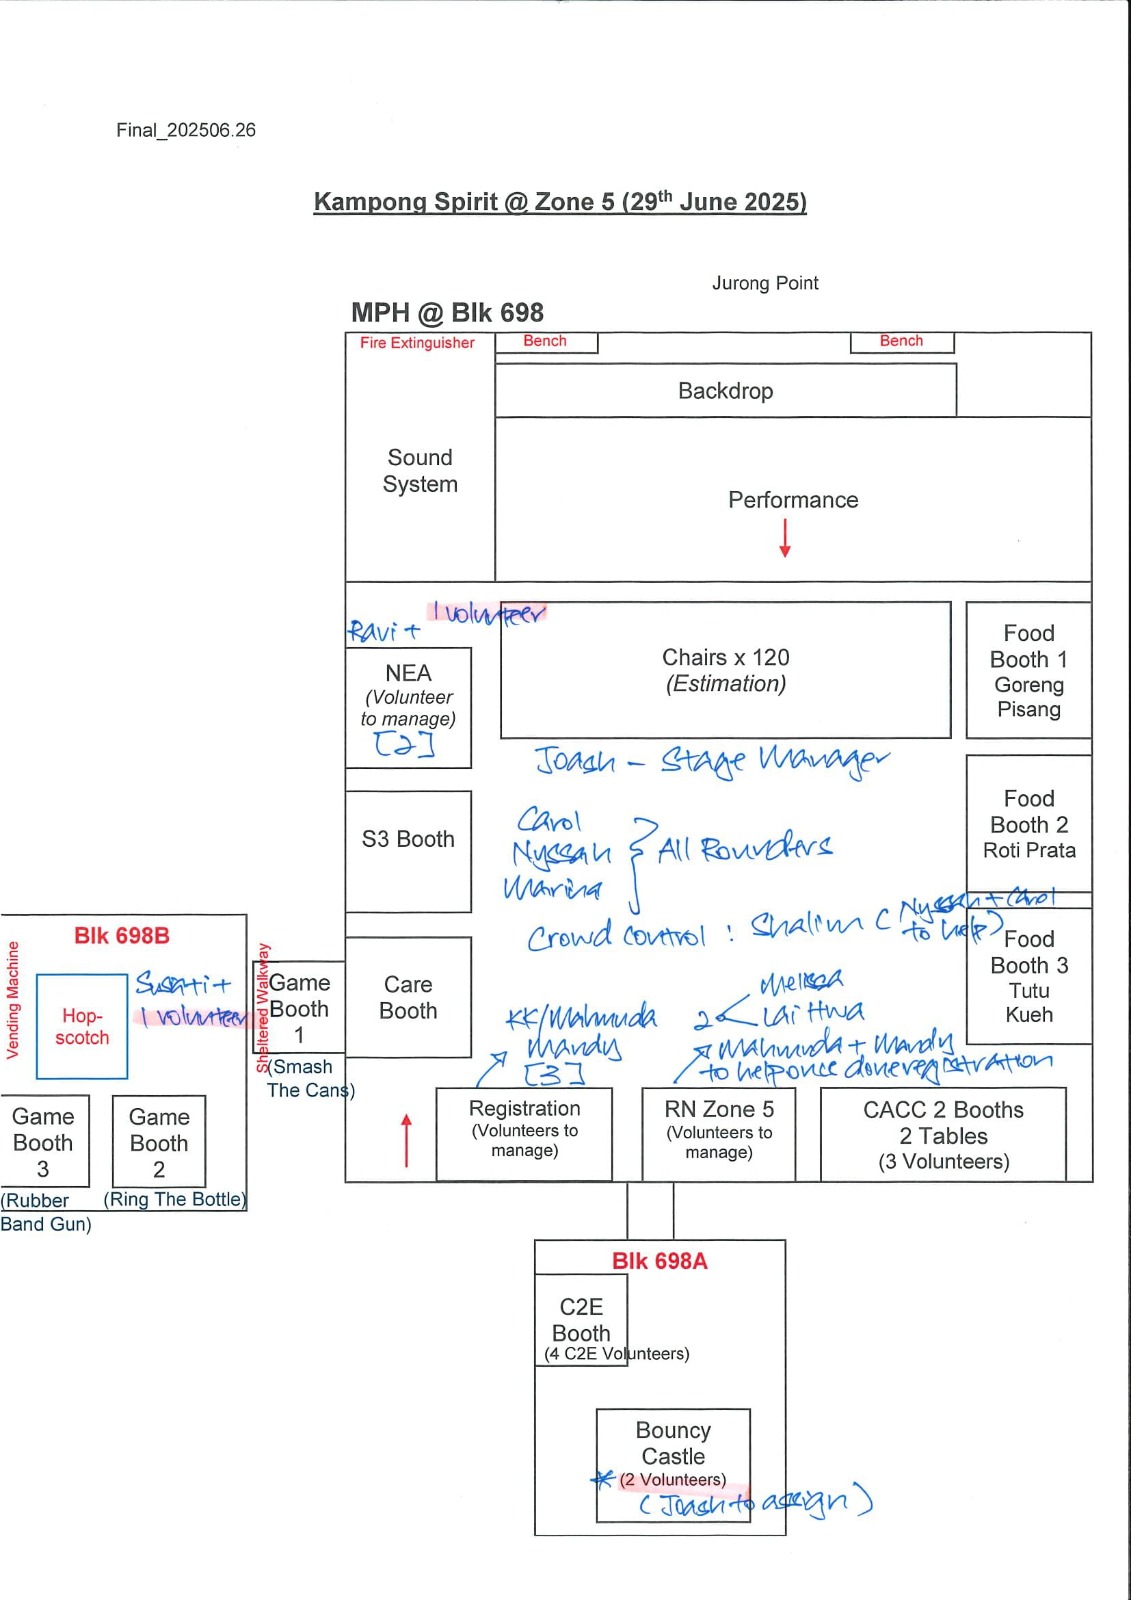 Final_202506.26
Kampong Spirit @ Zone 5 (29th June 2025)
Jurong Point
MPH @ Blk 698
Fire Extinguisher
Bench
Bench
Backdrop
Sound
System
Performance
Ravi + 1 volunteer
NEA
(Volunteer
to manage)
[2]
Chairs x 120
(Estimation)
Food
Booth 1
Goreng
Pisang
Joash - Stage Manager
S3 Booth
Carol
Nyssah
Marina
All Rounders
Food
Booth 2
Roti Prata
Crowd control : Shalim (Nyssah + Carol
to help)
Food
Booth 3
Tutu
Kueh
Care
Booth
KK/Mahmuda
Mandy
[3]
2
Melissa
Lai Hwa
Mahmuda + Mandy
to help once done registration
Registration
(Volunteers to
manage)
RN Zone 5
(Volunteers to
manage)
CACC 2 Booths
2 Tables
(3 Volunteers)
Blk 698B
Vending Machine
Hop-
scotch
Susati +
1 volunteer
Sheltered Walkway
Game
Booth
1
(Smash
The Cans)
Game
Booth
3
(Rubber
Band Gun)
Game
Booth
2
(Ring The Bottle)
Blk 698A
C2E
Booth
(4 C2E Volunteers)
Bouncy
Castle
* (2 Volunteers)
(Joash to assign)